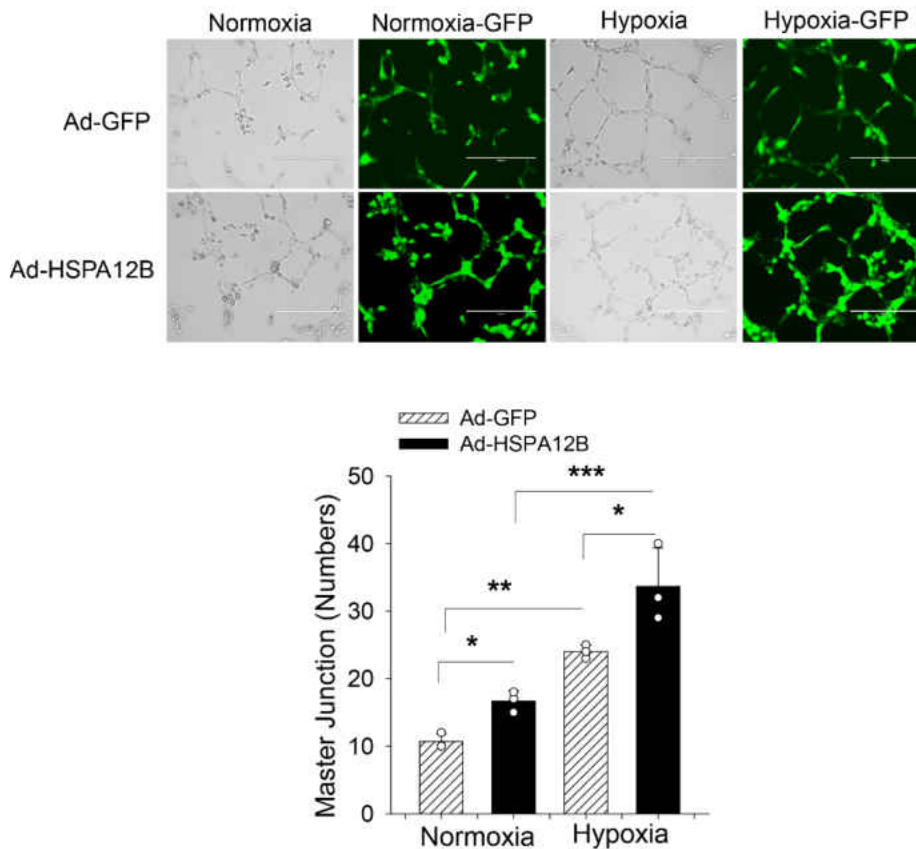 Normoxia Normoxia-GFP Hypoxia Hypoxia-GFP
Ad-GFP
Ad-HSPA12B
Ad-GFP
Ad-HSPA12B
Master Junction (Numbers)
50
40
30
20
10
0
***
*
**
*
Normoxia Hypoxia